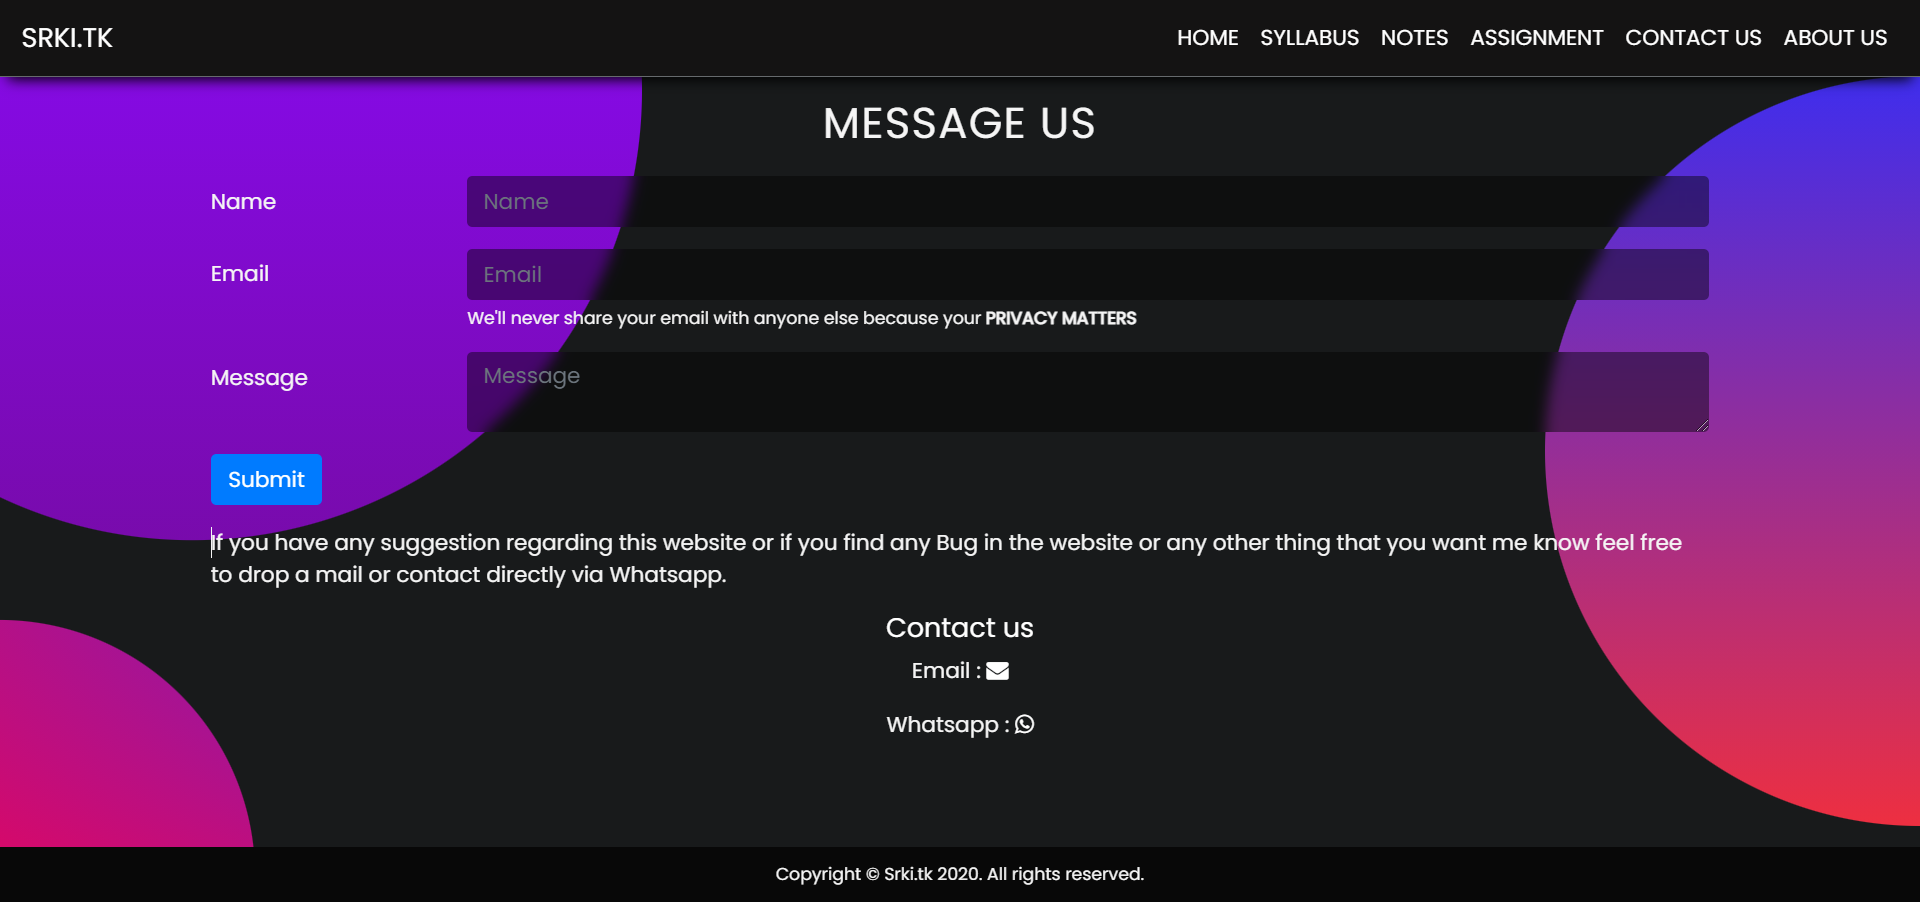 SRKI.TK
HOME SYLLABUS NOTES ASSIGNMENT CONTACT US ABOUT US
MESSAGE US
Name
Name
Email
Email
We'll never share your email with anyone else because your PRIVACY MATTERS
Message
Message
Submit
If you have any suggestion regarding this website or if you find any Bug in the website or any other thing that you want me know feel free
to drop a mail or contact directly via Whatsapp.
Contact us
Email :
Whatsapp :
Copyright © Srki.tk 2020. All rights reserved.